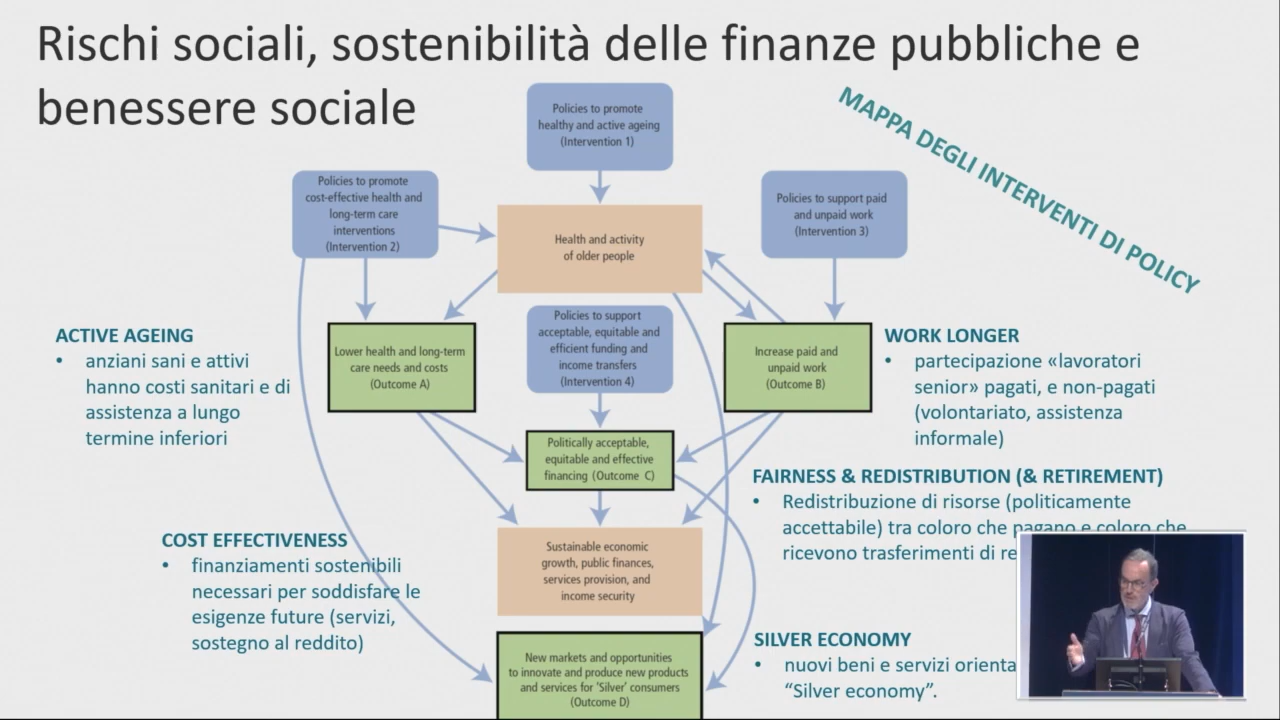 Rischi sociali, sostenibilità delle finanze pubbliche e
benessere sociale
MAPPA DEGLI INTERVENTI DI POLICY
Policies to promote
healthy and active ageing
(Intervention 1)
Policies to promote
cost-effective health and
long-term care
interventions
(Intervention 2)
Policies to support paid
and unpaid work
(Intervention 3)
Health and activity
of older people
Policies to support
acceptable, equitable and
efficient funding and
income transfers
(Intervention 4)
Lower health and long-term
care needs and costs
(Outcome A)
Increase paid and
unpaid work
(Outcome B)
Politically acceptable,
equitable and effective
financing (Outcome C)
Sustainable economic
growth, public finances,
services provision, and
income security
New markets and opportunities
to innovate and produce new products
and services for 'Silver' consumers
(Outcome D)
ACTIVE AGEING
• anziani sani e attivi
hanno costi sanitari e di
assistenza a lungo
termine inferiori
COST EFFECTIVENESS
• finanziamenti sostenibili
necessari per soddisfare le
esigenze future (servizi,
sostegno al reddito)
WORK LONGER
• partecipazione «lavoratori
senior» pagati, e non-pagati
(volontariato, assistenza
informale)
FAIRNESS & REDISTRIBUTION (& RETIREMENT)
• Redistribuzione di risorse (politicamente
accettabile) tra coloro che pagano e coloro che
ricevono trasferimenti di re
SILVER ECONOMY
• nuovi beni e servizi orienta
“Silver economy”.